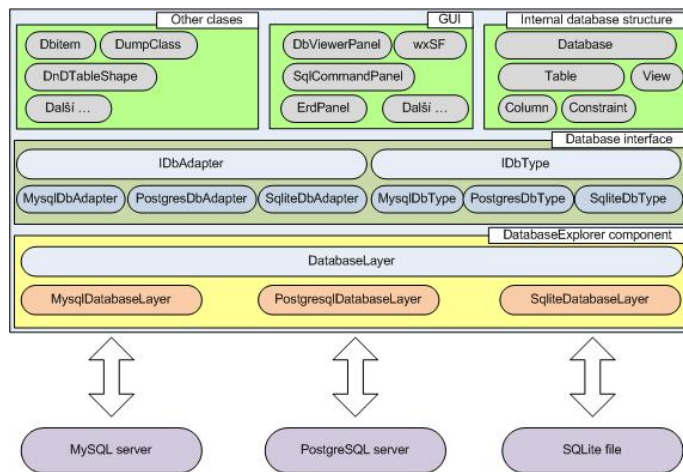 Other clases
GUI
Internal database structure
Dbitem
DumpClass
DnDTableShape
Další ...
DbViewerPanel
wxSF
SqlCommandPanel
ErdPanel
Další ...
Database
Table
View
Column
Constraint
Database interface
IDbAdapter
IDbType
MysqlDbAdapter
PostgresDbAdapter
SqliteDbAdapter
MysqlDbType
PostgresDbType
SqliteDbType
DatabaseExplorer component
DatabaseLayer
MysqlDatabaseLayer
PostgresqlDatabaseLayer
SqliteDatabaseLayer
MySQL server
PostgreSQL server
SQLite file